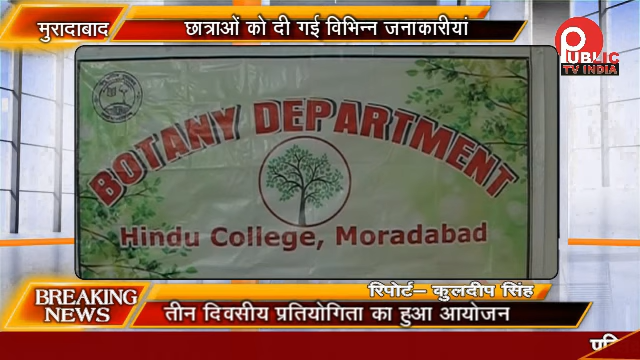 मुरादाबाद
छात्राओं को दी गई विभिन्न जनाकारीयां
PUBLIC
TV INDIA
BOTANY DEPARTMENT
Hindu College, Moradabad
रिपोर्ट– कुलदीप सिंह
BREAKING
NEWS
तीन दिवसीय प्रतियोगिता का हुआ आयोजन